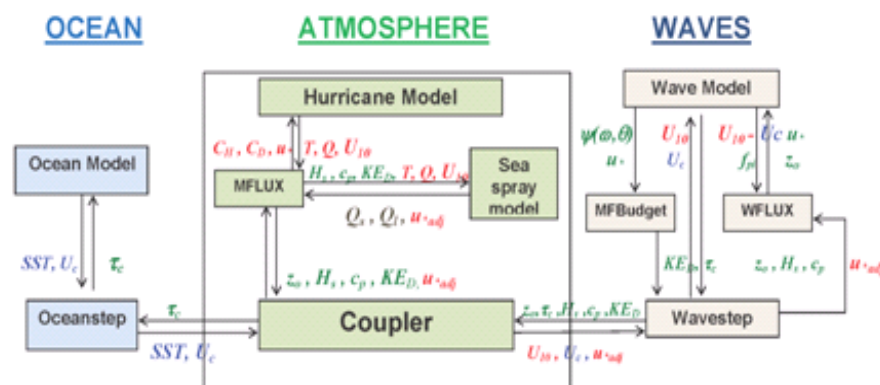 OCEAN
ATMOSPHERE
WAVES
Hurricane Model
Wave Model
C_H, C_D, u* T, Q, U_10
ψ(ω,θ) U_10 U_10* U_c u*
Ocean Model
u* U_c f_pi z_o
MFLUX
H_s, c_p, KE_D, T, Q, U_10
Sea spray model
Q_s, Q_l, u*adj
MFBudget
WFLUX
SST, U_c τ_c
z_o, H_s, c_p, KE_D, u*adj
KE_D, τ_c z_o, H_s, c_p u*adj
Oceanstep
τ_c
Coupler
z_o, τ_c, H_s, c_p, KE_D
Wavestep
SST, U_c
U_10, U_c, u*adj